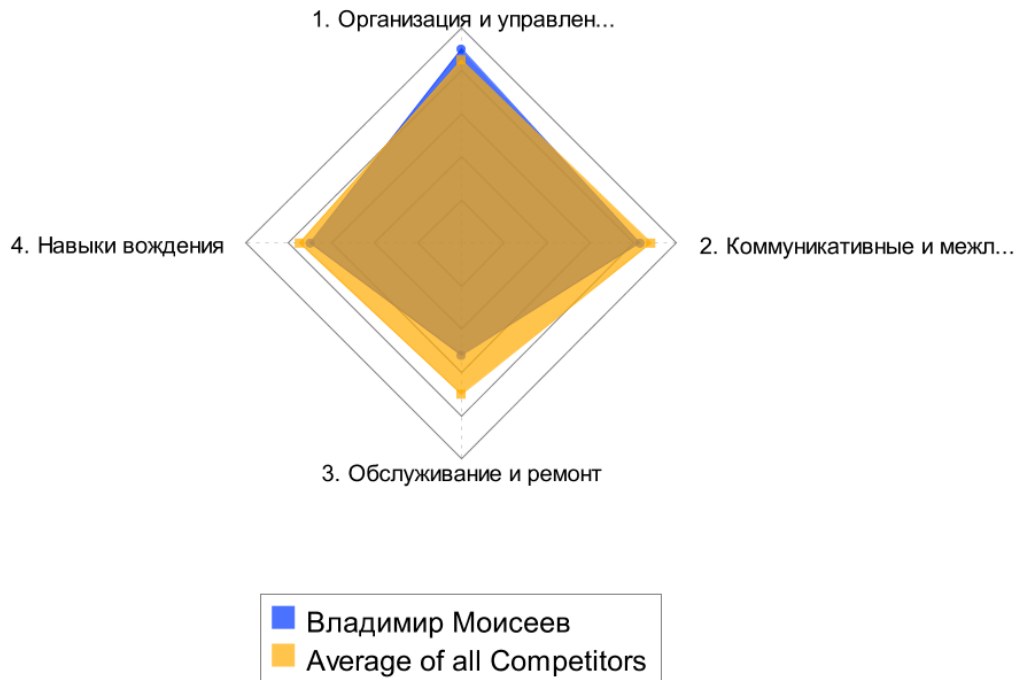 1. Организация и управлен...
4. Навыки вождения
2. Коммуникативные и межл...
3. Обслуживание и ремонт
Владимир Моисеев
Average of all Competitors